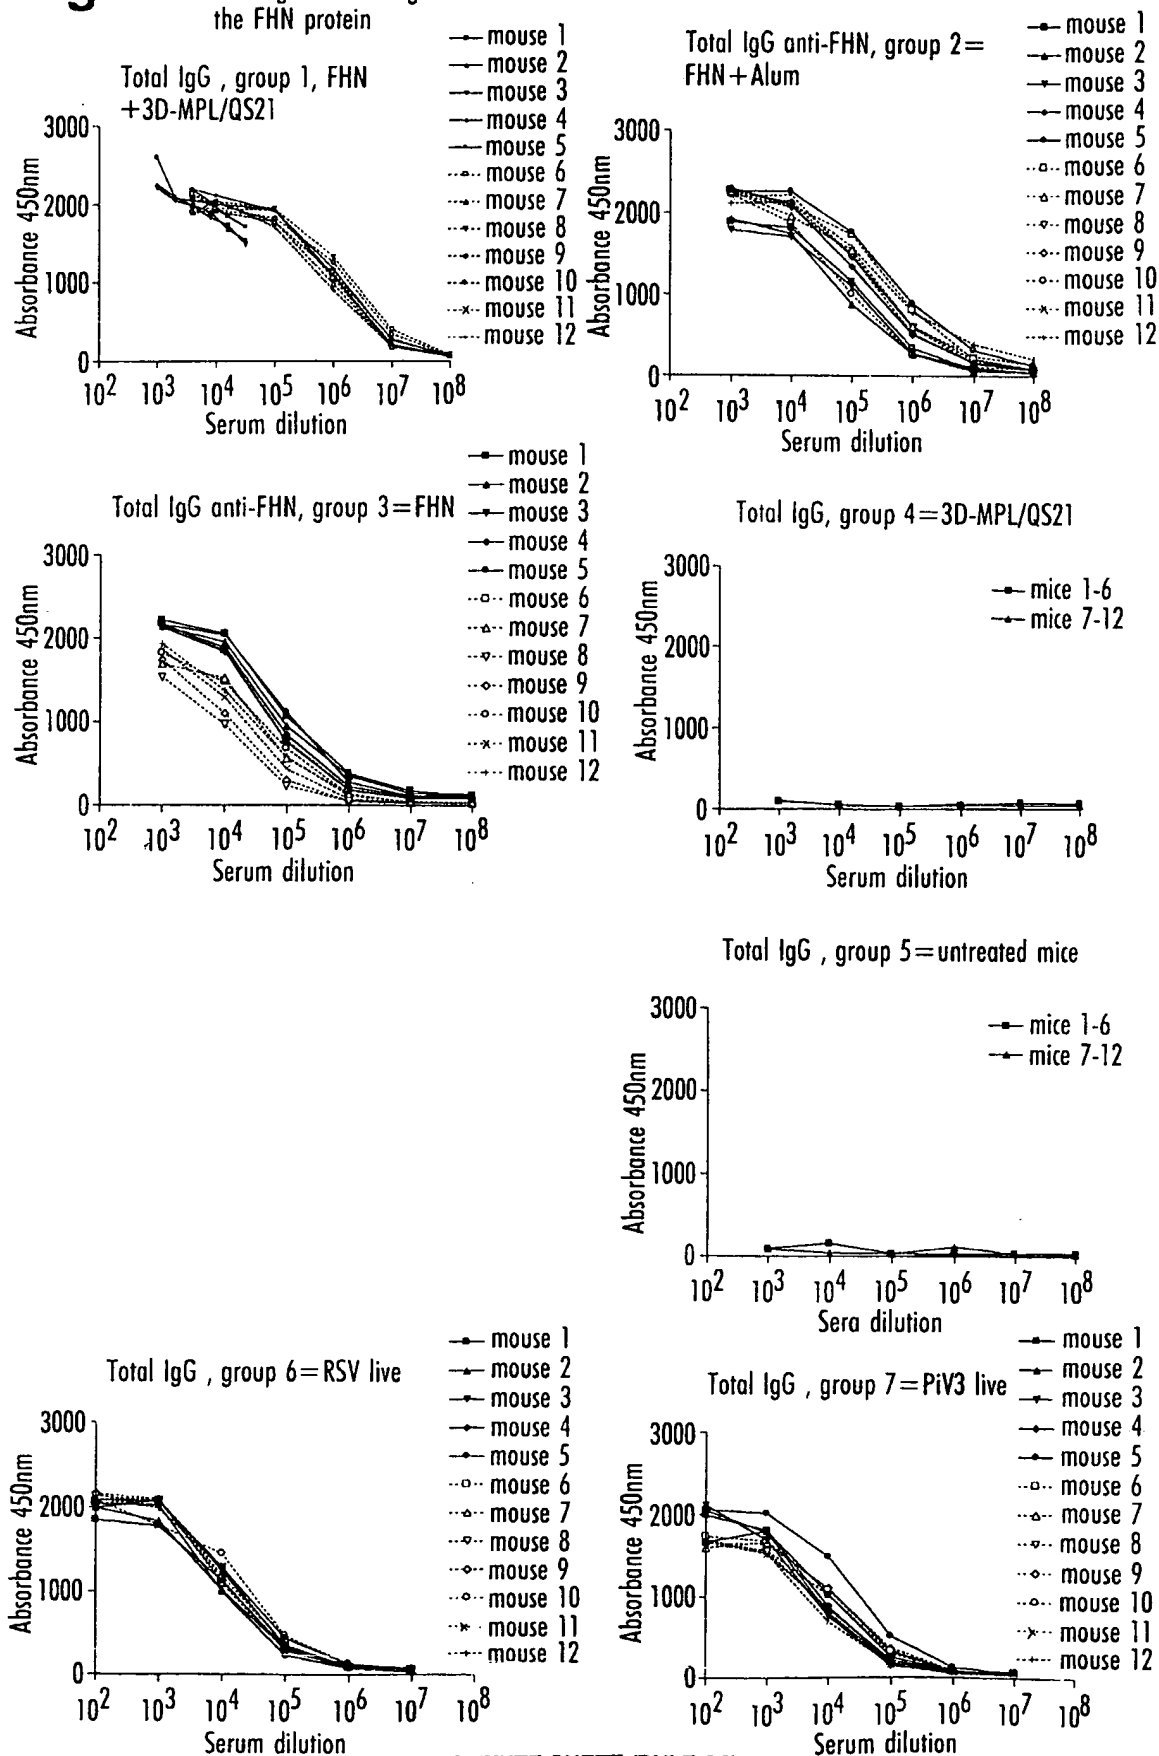 the FHN protein
Total IgG , group 1, FHN
+3D-MPL/QS21
mouse 1
mouse 2
mouse 3
mouse 4
mouse 5
mouse 6
mouse 7
mouse 8
mouse 9
mouse 10
mouse 11
mouse 12
Absorbance 450nm
3000
2000
1000
0
10² 10³ 10⁴ 10⁵ 10⁶ 10⁷ 10⁸
Serum dilution
Total IgG anti-FHN, group 2=
FHN+Alum
mouse 1
mouse 2
mouse 3
mouse 4
mouse 5
mouse 6
mouse 7
mouse 8
mouse 9
mouse 10
mouse 11
mouse 12
Absorbance 450nm
3000
2000
1000
0
10² 10³ 10⁴ 10⁵ 10⁶ 10⁷ 10⁸
Serum dilution
Total IgG anti-FHN, group 3=FHN
mouse 1
mouse 2
mouse 3
mouse 4
mouse 5
mouse 6
mouse 7
mouse 8
mouse 9
mouse 10
mouse 11
mouse 12
Absorbance 450nm
3000
2000
1000
0
10² 10³ 10⁴ 10⁵ 10⁶ 10⁷ 10⁸
Serum dilution
Total IgG, group 4=3D-MPL/QS21
mice 1-6
mice 7-12
Absorbance 450nm
3000
2000
1000
0
10² 10³ 10⁴ 10⁵ 10⁶ 10⁷ 10⁸
Serum dilution
Total IgG , group 5=untreated mice
mice 1-6
mice 7-12
Absorbance 450nm
3000
2000
1000
0
10² 10³ 10⁴ 10⁵ 10⁶ 10⁷ 10⁸
Sera dilution
Total IgG , group 6=RSV live
mouse 1
mouse 2
mouse 3
mouse 4
mouse 5
mouse 6
mouse 7
mouse 8
mouse 9
mouse 10
mouse 11
mouse 12
Absorbance 450nm
3000
2000
1000
0
10² 10³ 10⁴ 10⁵ 10⁶ 10⁷ 10⁸
Serum dilution
Total IgG , group 7=PiV3 live
mouse 1
mouse 2
mouse 3
mouse 4
mouse 5
mouse 6
mouse 7
mouse 8
mouse 9
mouse 10
mouse 11
mouse 12
Absorbance 450nm
3000
2000
1000
0
10² 10³ 10⁴ 10⁵ 10⁶ 10⁷ 10⁸
Serum dilution